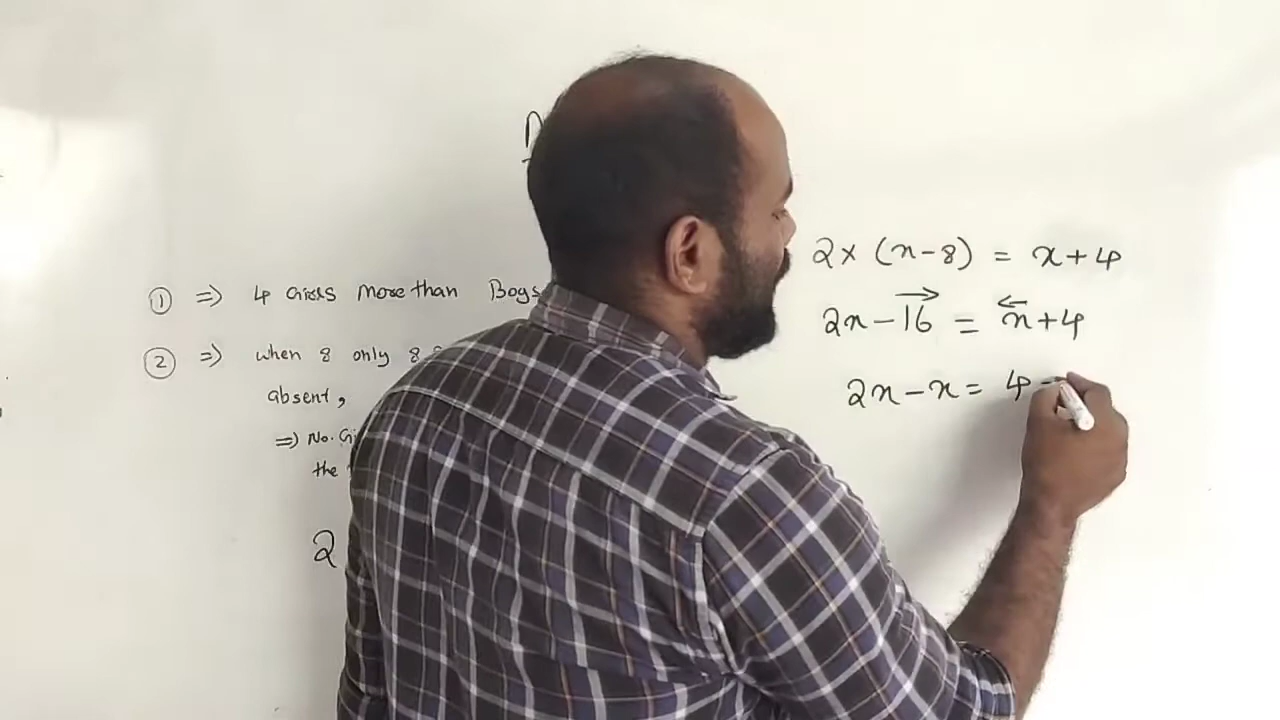 ① => 4 Girls more than Boys
② => when 8 only 8
absent,
=> No. Gi
the
2
2 × (x-8) = x+4
2x - 16 = x+4
2x - x = 4